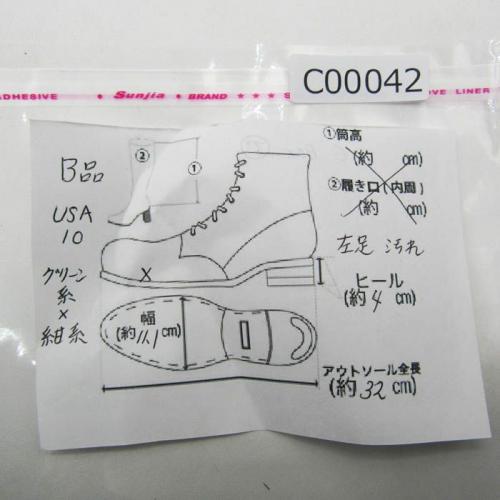 C00042
ADHESIVE ♦ Sunjia ♦ BRAND ★ ★ ★ S
OVE LINER
①筒高
(約 cm)
②履き口(内周)
(約 cm)
② ①
B品
USA
10
グリーン
系
×
紺系
左足 汚れ
ヒール
(約4 cm)
幅
(約11.1cm)
アウトソール全長
(約32cm)